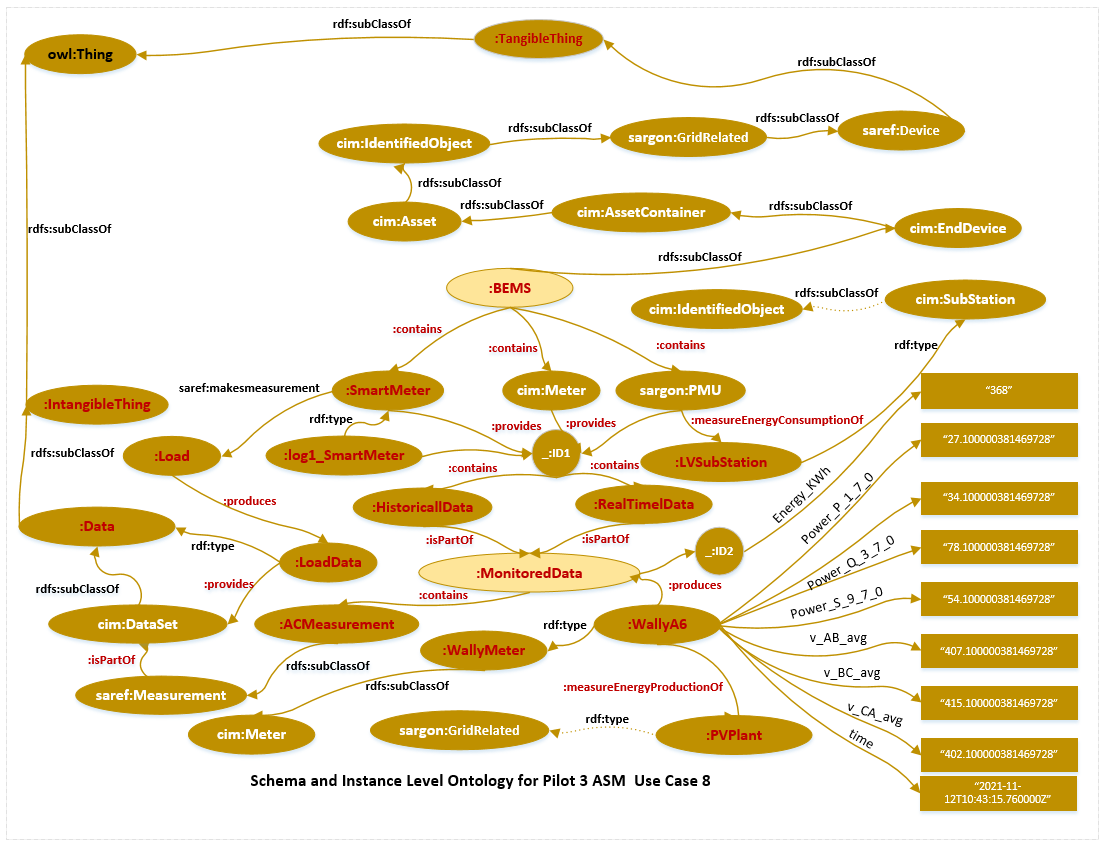 rdf:subClassOf
owl:Thing
:TangibleThing
rdf:subClassOf
rdfs:subClassOf
saref:Device
rdfs:subClassOf
sargon:GridRelated
cim:IdentifiedObject
rdfs:subClassOf
rdfs:subClassOf
rdfs:subClassOf
cim:AssetContainer
cim:Asset
cim:EndDevice
rdfs:subClassOf
rdfs:subClassOf
:BEMS
rdfs:subClassOf
cim:SubStation
cim:IdentifiedObject
:contains
:contains
:contains
rdf:type
saref:makesmeasurement
:SmartMeter
cim:Meter
sargon:PMU
“368”
:IntangibleThing
rdf:type
:provides
:provides
:measureEnergyConsumptionOf
“27.100000381469728”
rdfs:subClassOf
:Load
:log1_SmartMeter
_:ID1
:LVSubStation
:contains
:contains
Energy_KWh
Power_P_1_7_0
:produces
:HistoricallData
:RealTimelData
“34.100000381469728”
:Data
:isPartOf
:isPartOf
rdf:type
“78.100000381469728”
_:ID2
:LoadData
:MonitoredData
Power_Q_3_7_0
:provides
:produces
rdfs:subClassOf
:contains
Power_S_9_7_0
“54.100000381469728”
cim:DataSet
:ACMeasurement
rdf:type
:WallyA6
v_AB_avg
“407.100000381469728”
:isPartOf
:WallyMeter
rdfs:subClassOf
v_BC_avg
rdfs:subClassOf
:measureEnergyProductionOf
saref:Measurement
“415.100000381469728”
v_CA_avg
cim:Meter
sargon:GridRelated
rdf:type
:PVPlant
time
“402.100000381469728”
Schema and Instance Level Ontology for Pilot 3 ASM  Use Case 8
“2021-11-
12T10:43:15.760000Z”